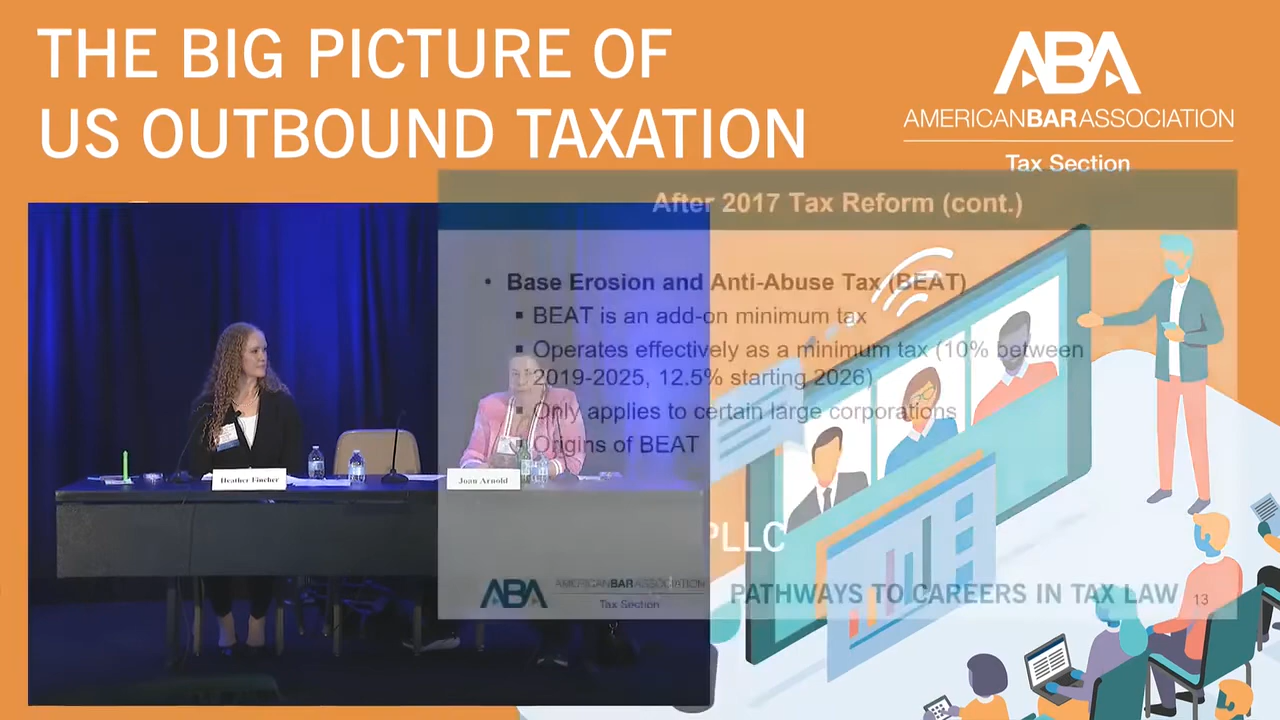 THE BIG PICTURE OF
US OUTBOUND TAXATION
ABA
AMERICANBARASSOCIATION
Tax Section
After 2017 Tax Reform (cont.)
• Base Erosion and Anti-Abuse Tax (BEAT)
▪ BEAT is an add-on minimum tax
▪ Operates effectively as a minimum tax (10% between
2019-2025, 12.5% starting 2026)
▪ Only applies to certain large corporations
▪ Origins of BEAT
Heather Fincher
Joan Arnold
PLLC
ABA
AMERICANBARASSOCIATION
Tax Section
PATHWAYS TO CAREERS IN TAX LAW
13